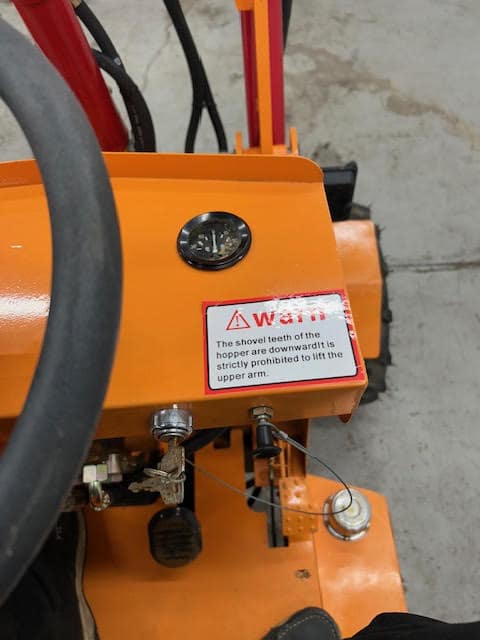 warn
The shovel teeth of the
hopper are downwardIt is
strictly prohibited to lift the
upper arm.